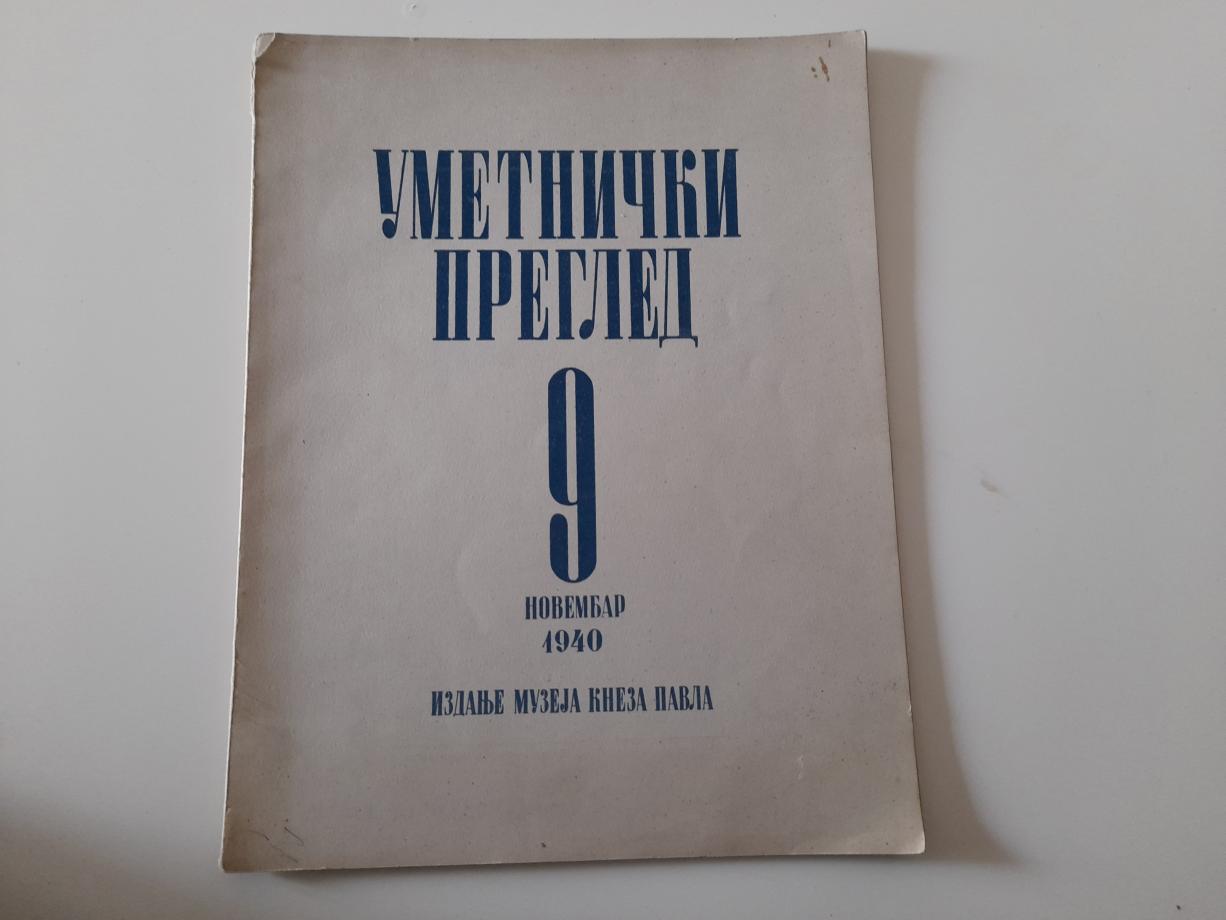 УМЕТНИЧКИ
ПРЕГЛЕД
9
НОВЕМБАР
1940
ИЗДАЊЕ МУЗЕЈА КНЕЗА ПАВЛА